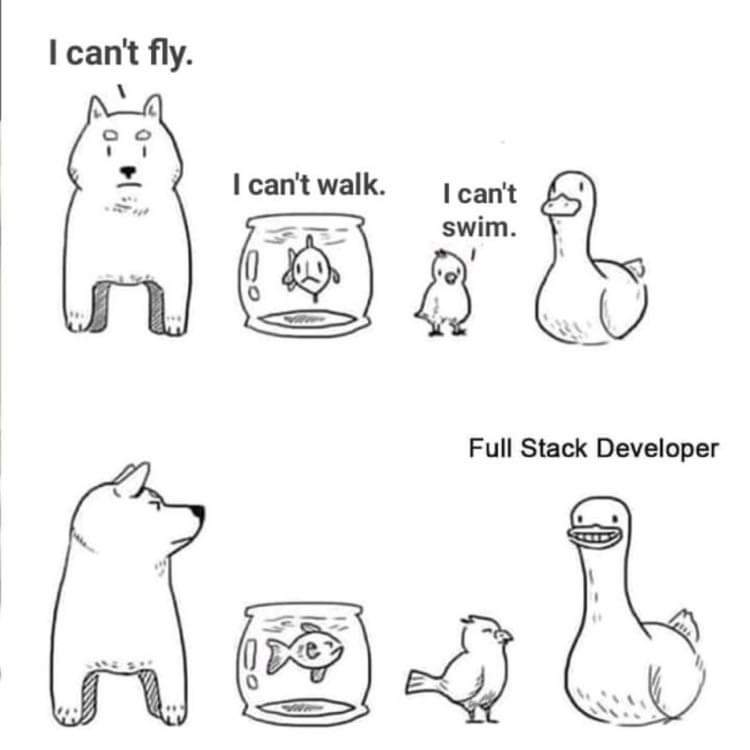 I can't fly.
I can't walk.
I can't
swim.
Full Stack Developer